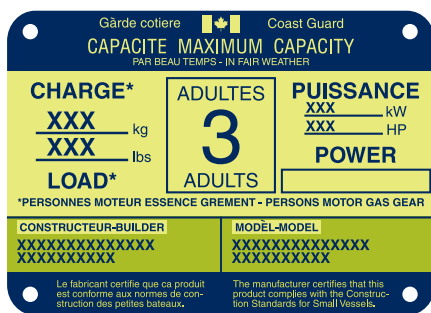 Gàrde cotiere Coast Guard
CAPACITE MAXIMUM CAPACITY
PAR BEAU TEMPS - IN FAIR WEATHER
CHARGE*
XXX kg
XXX lbs
LOAD*
ADULTES
3
ADULTS
PUISSANCE
XXX kW
XXX HP
POWER
*PERSONNES MOTEUR ESSENCE GREMENT - PERSONS MOTOR GAS GEAR
CONSTRUCTEUR-BUILDER
XXXXXXXXXXXXXX
XXXXXXXXXX
MODÈL-MODEL
XXXXXXXXXXXXXX
XXXXXXXXXX
Le fabricant certifie que ca produit
est conforme aux normes de con-
struction des petites bateaux.
The manufacturer certifies that this
product complies with the Construc-
tion Standards for Small Vessels.